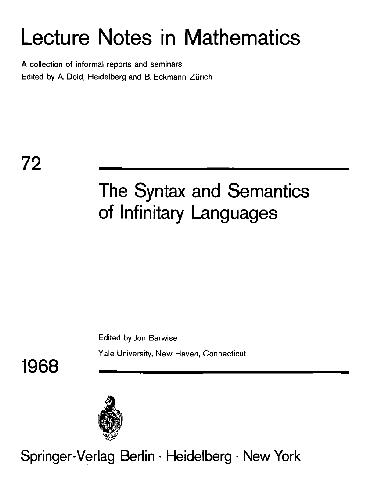 Lecture Notes in Mathematics
A collection of informal reports and seminars
Edited by A. Dold, Heidelberg and B. Eckmann, Zürich
72
The Syntax and Semantics
of Infinitary Languages
Edited by Jon Barwise
Yale University, New Haven, Connecticut
1968
Springer-Verlag Berlin · Heidelberg · New York